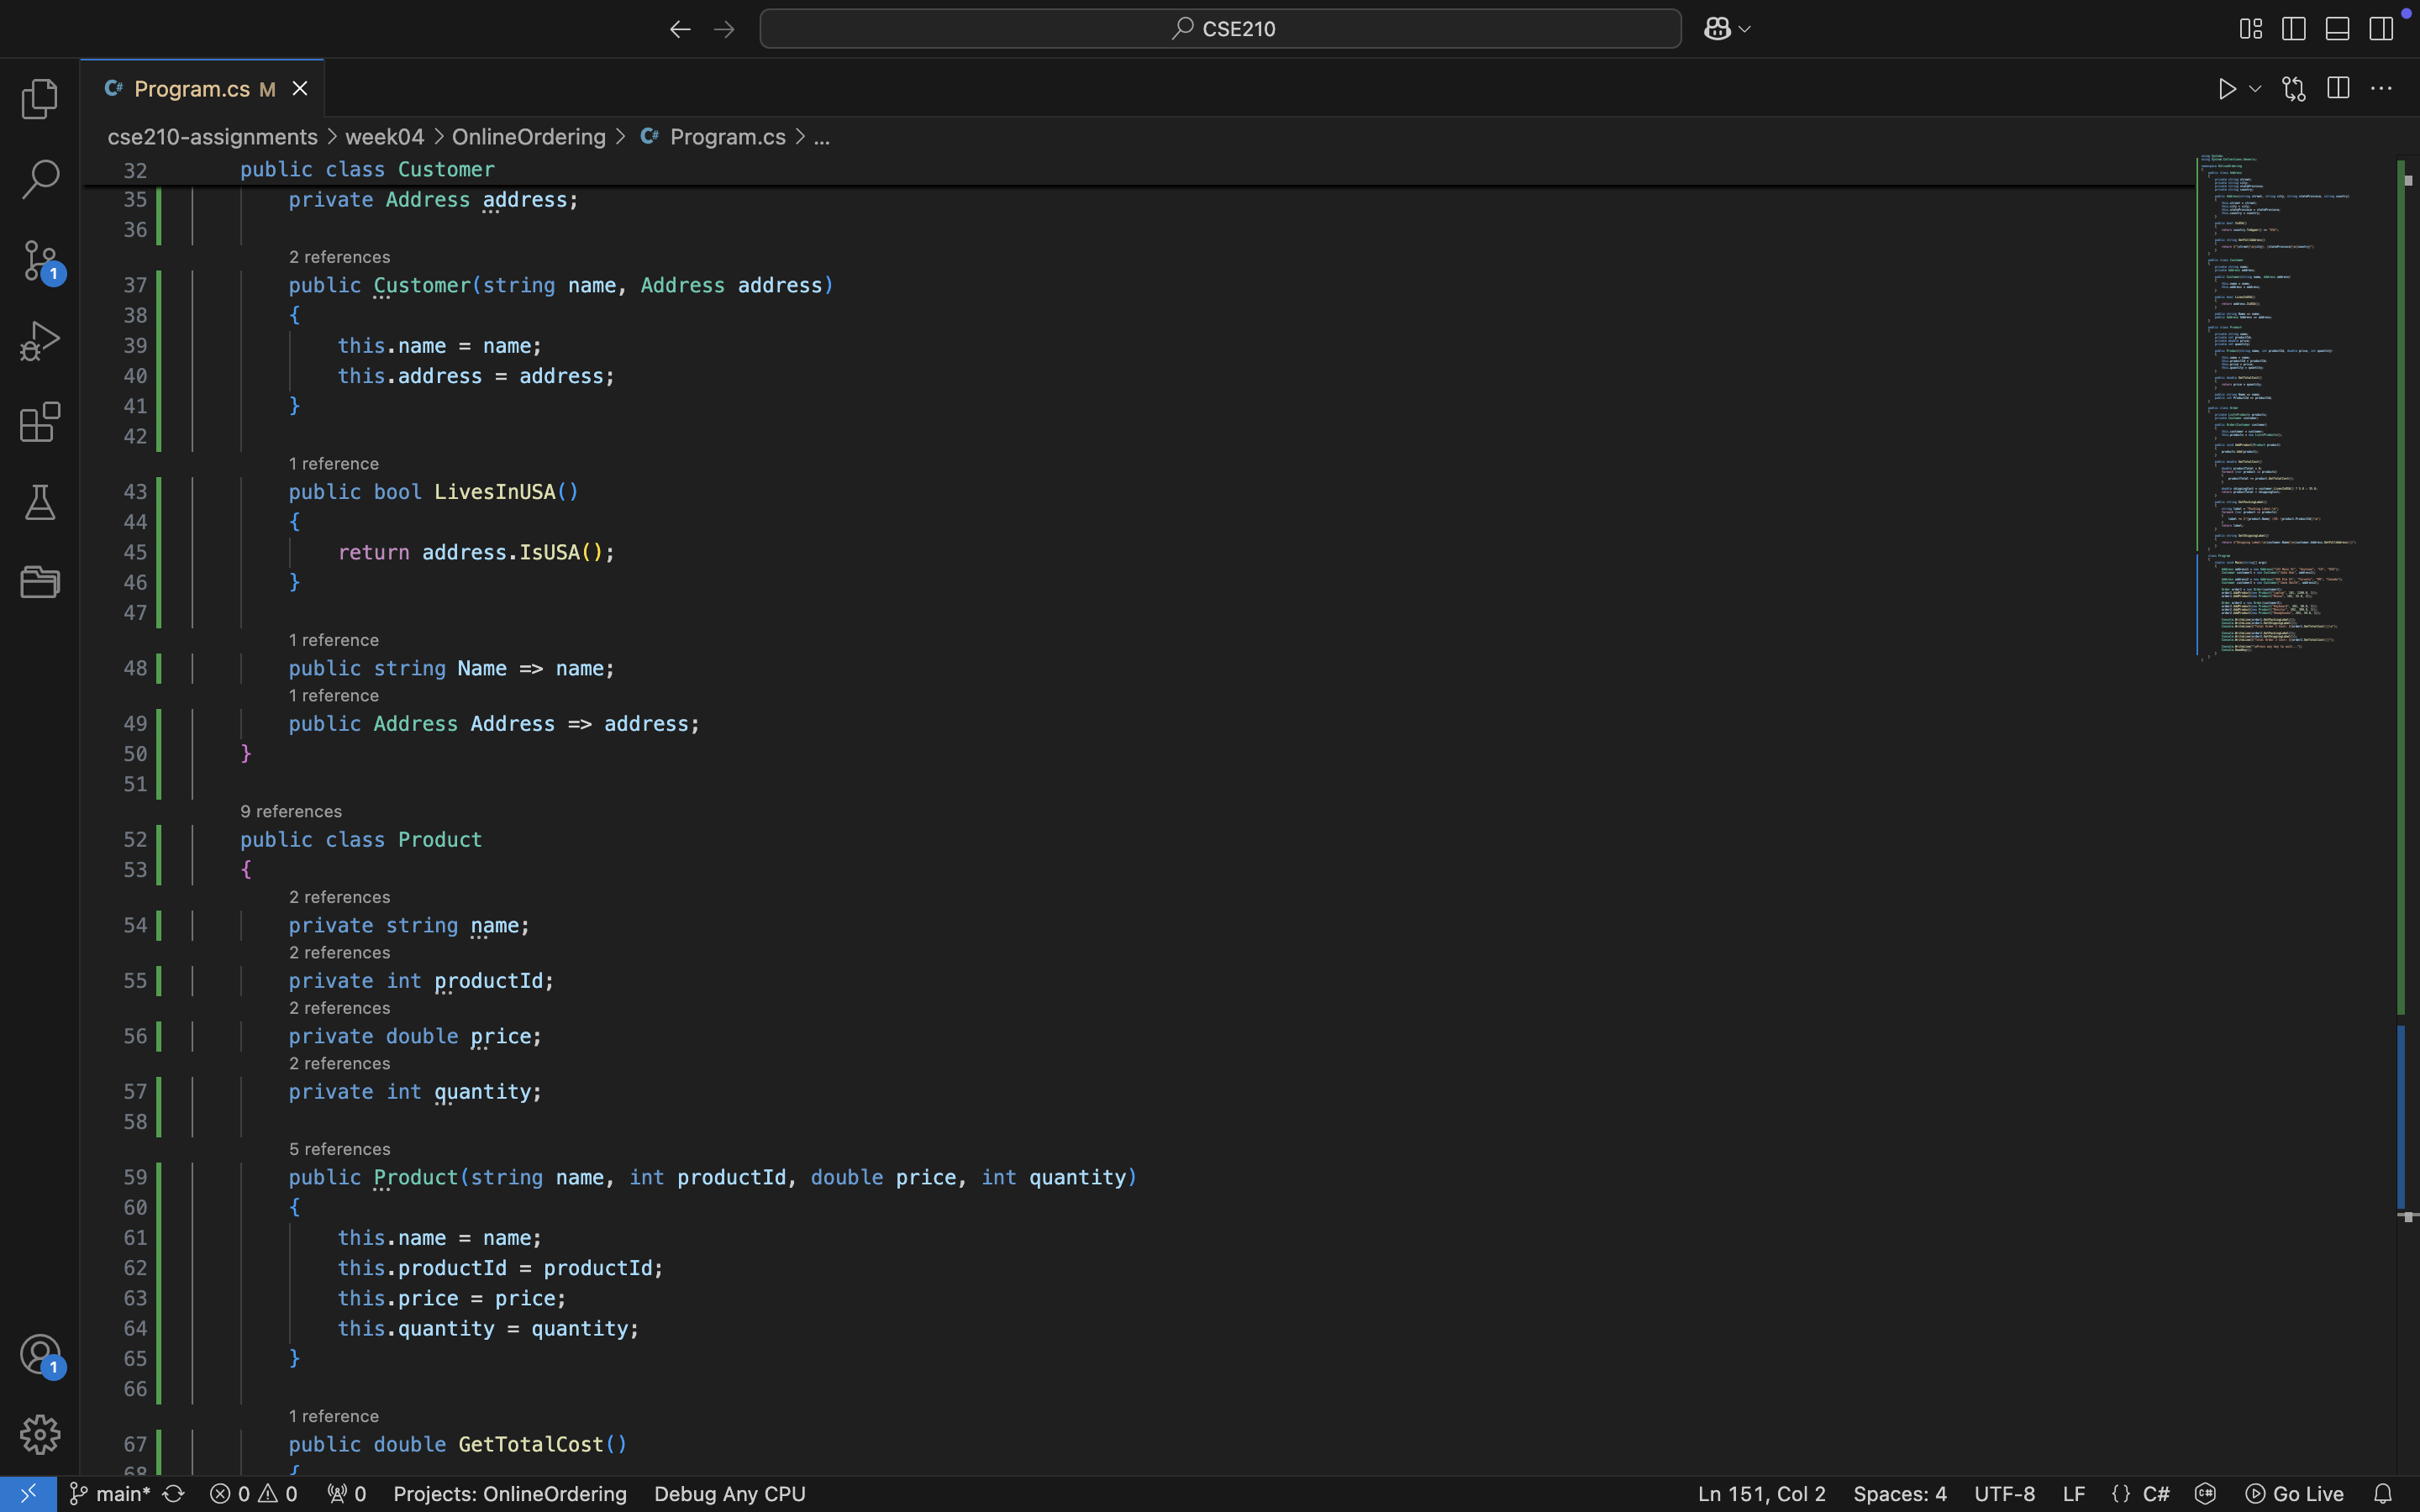 CSE210
Program.cs M
cse210-assignments > week04 > OnlineOrdering > Program.cs > ...
32 public class Customer
35 private Address address;
36
2 references
37 public Customer(string name, Address address)
38 {
39 this.name = name;
40 this.address = address;
41 }
42
1 reference
43 public bool LivesInUSA()
44 {
45 return address.IsUSA();
46 }
47
1 reference
48 public string Name => name;
1 reference
49 public Address Address => address;
50 }
51
9 references
52 public class Product
53 {
2 references
54 private string name;
2 references
55 private int productId;
2 references
56 private double price;
2 references
57 private int quantity;
58
5 references
59 public Product(string name, int productId, double price, int quantity)
60 {
61 this.name = name;
62 this.productId = productId;
63 this.price = price;
64 this.quantity = quantity;
65 }
66
1 reference
67 public double GetTotalCost()
68 {
1
1
main* 0 0 0 Projects: OnlineOrdering Debug Any CPU Ln 151, Col 2 Spaces: 4 UTF-8 LF {} C# Go Live